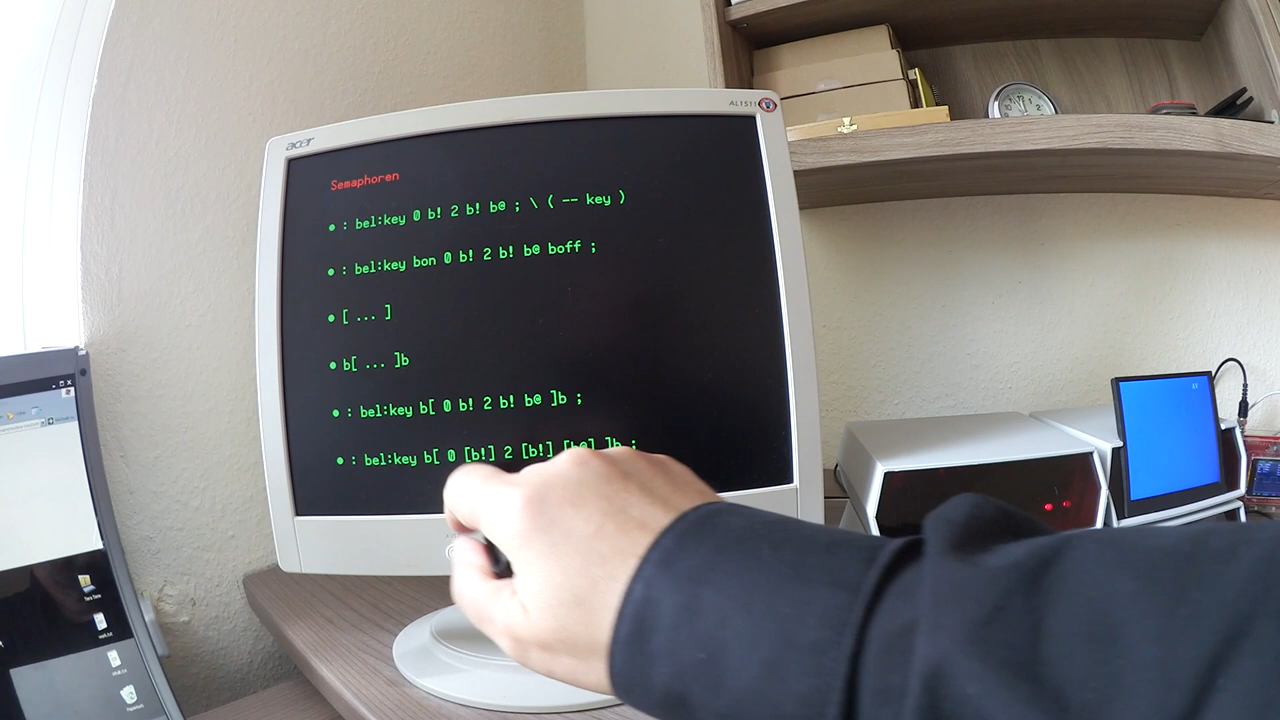 acer
AL1511
Semaphoren
• : bel:key 0 b! 2 b! b@ ; \ ( -- key )
• : bel:key bon 0 b! 2 b! b@ boff ;
• [ ... ]
• b[ ... ]b
• : bel:key b[ 0 b! 2 b! b@ ]b ;
• : bel:key b[ 0 [b!] 2 [b!] [b@] ]b ;